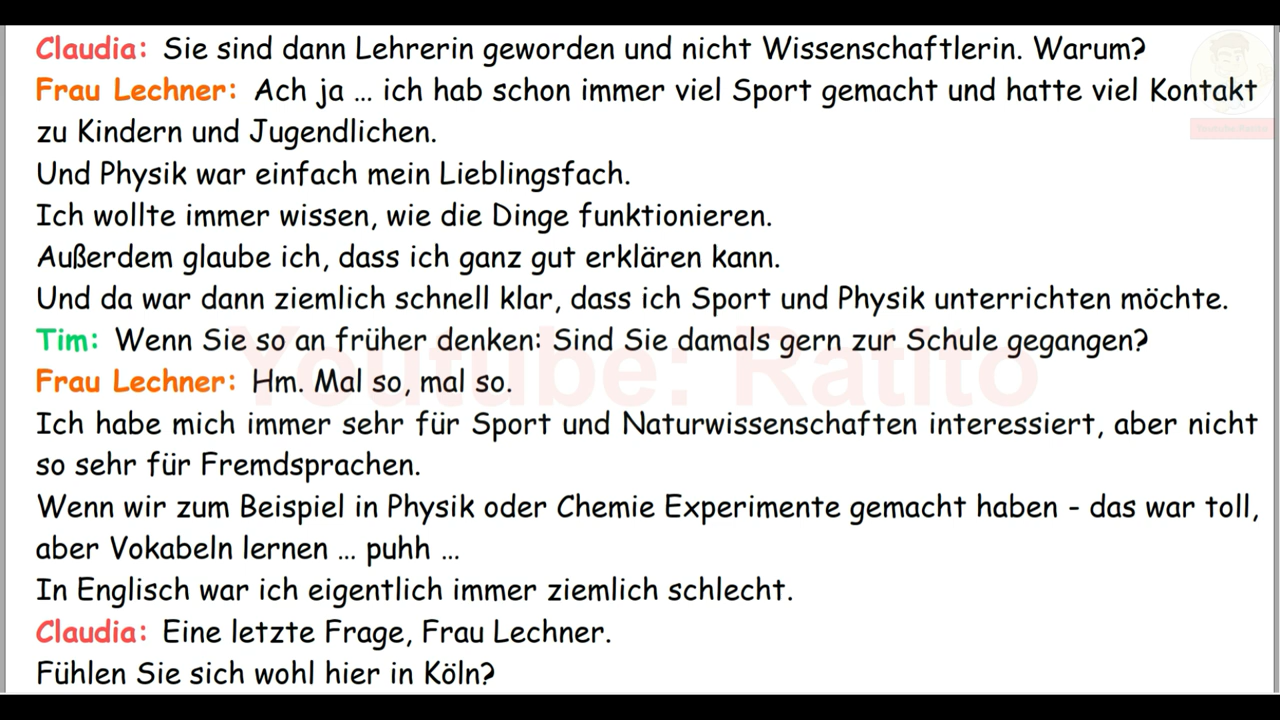 Claudia: Sie sind dann Lehrerin geworden und nicht Wissenschaftlerin. Warum?
Frau Lechner: Ach ja ... ich hab schon immer viel Sport gemacht und hatte viel Kontakt
zu Kindern und Jugendlichen.
Und Physik war einfach mein Lieblingsfach.
Ich wollte immer wissen, wie die Dinge funktionieren.
Außerdem glaube ich, dass ich ganz gut erklären kann.
Und da war dann ziemlich schnell klar, dass ich Sport und Physik unterrichten möchte.
Tim: Wenn Sie so an früher denken: Sind Sie damals gern zur Schule gegangen?
Youtube: Ratito
Frau Lechner: Hm. Mal so, mal so.
Ich habe mich immer sehr für Sport und Naturwissenschaften interessiert, aber nicht
so sehr für Fremdsprachen.
Wenn wir zum Beispiel in Physik oder Chemie Experimente gemacht haben - das war toll,
aber Vokabeln lernen ... puhh ...
In Englisch war ich eigentlich immer ziemlich schlecht.
Claudia: Eine letzte Frage, Frau Lechner.
Fühlen Sie sich wohl hier in Köln?